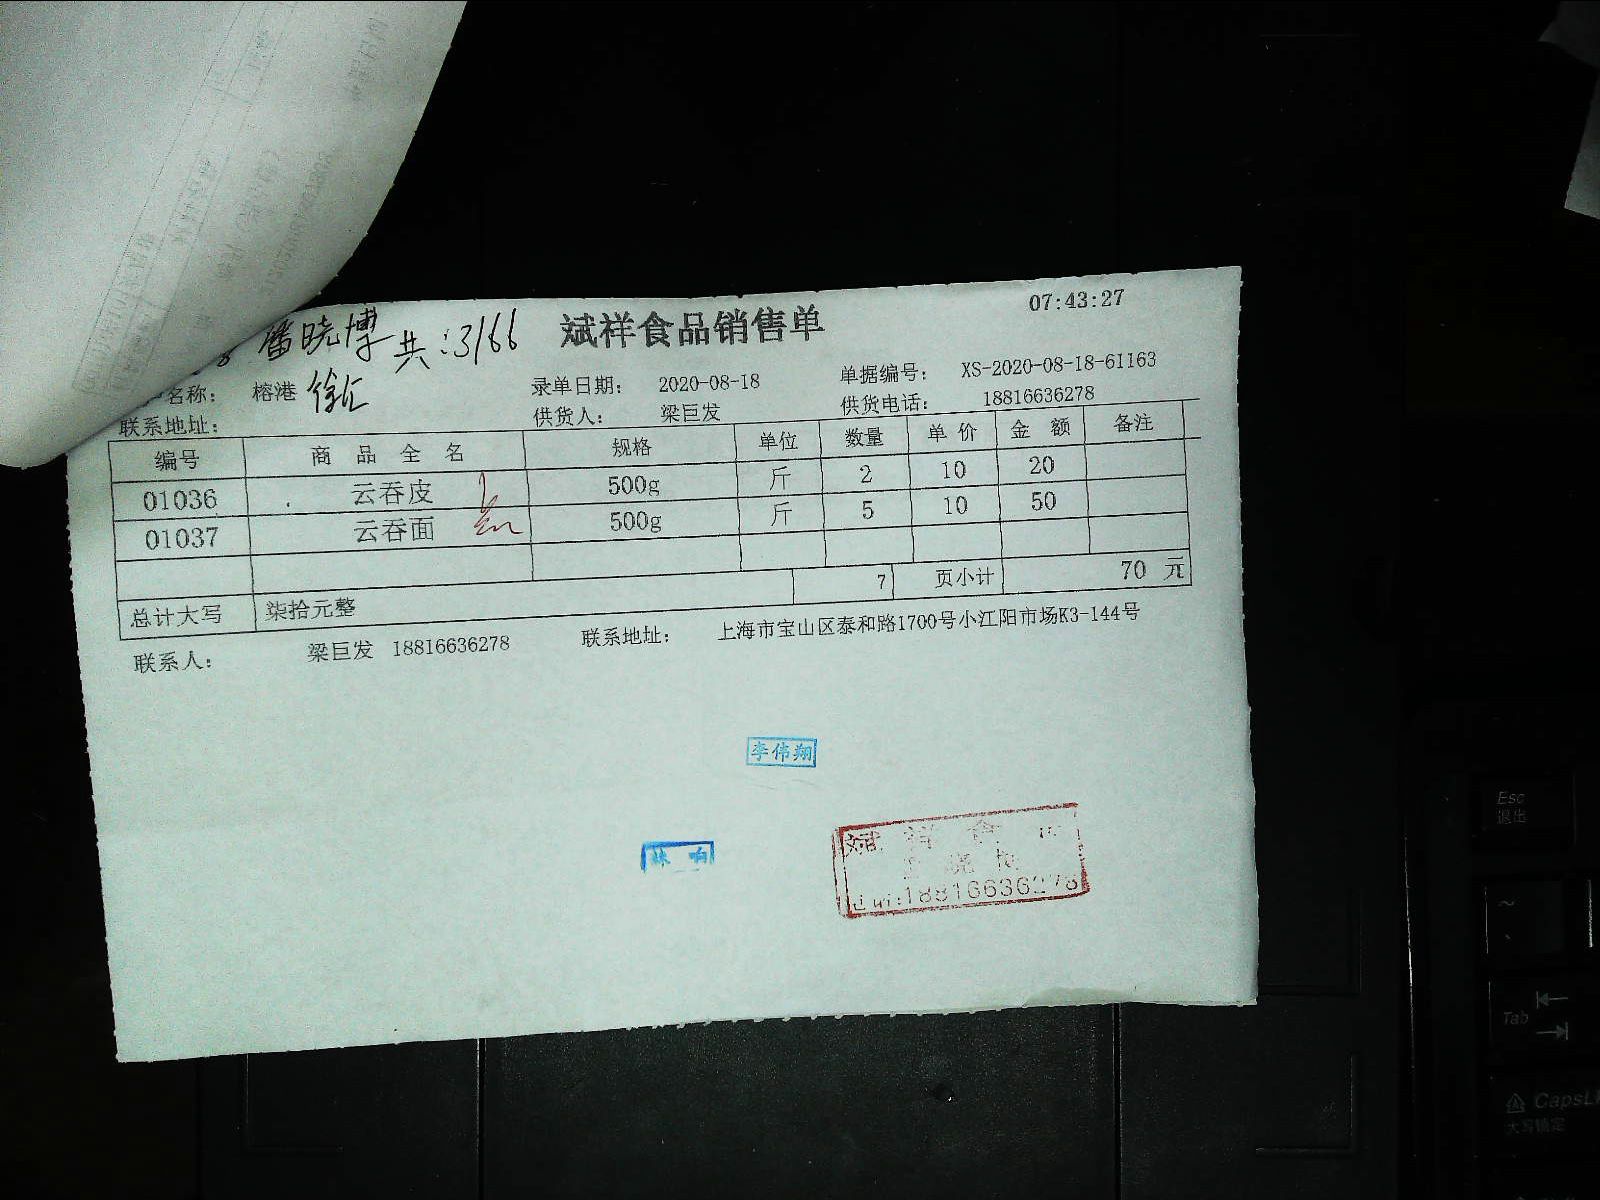 07:43:27
潘晓博 共:3166
斌祥食品销售单
名称: 榕港 徐汇 录单日期: 2020-08-18 单据编号: XS-2020-08-18-61163
联系地址: 供货人: 梁巨发 供货电话: 18816636278
编号 商品全名 规格 单位 数量 单价 金额 备注
01036 云吞皮 500g 斤 2 10 20
01037 云吞面 500g 斤 5 10 50
7 页小计 70 元
总计大写 柒拾元整
联系人: 梁巨发 18816636278 联系地址: 上海市宝山区泰和路1700号小江阳市场K3-144号
李伟翔
响
斌祥食
Esc
退出
Tab
CapsL
大写锁定